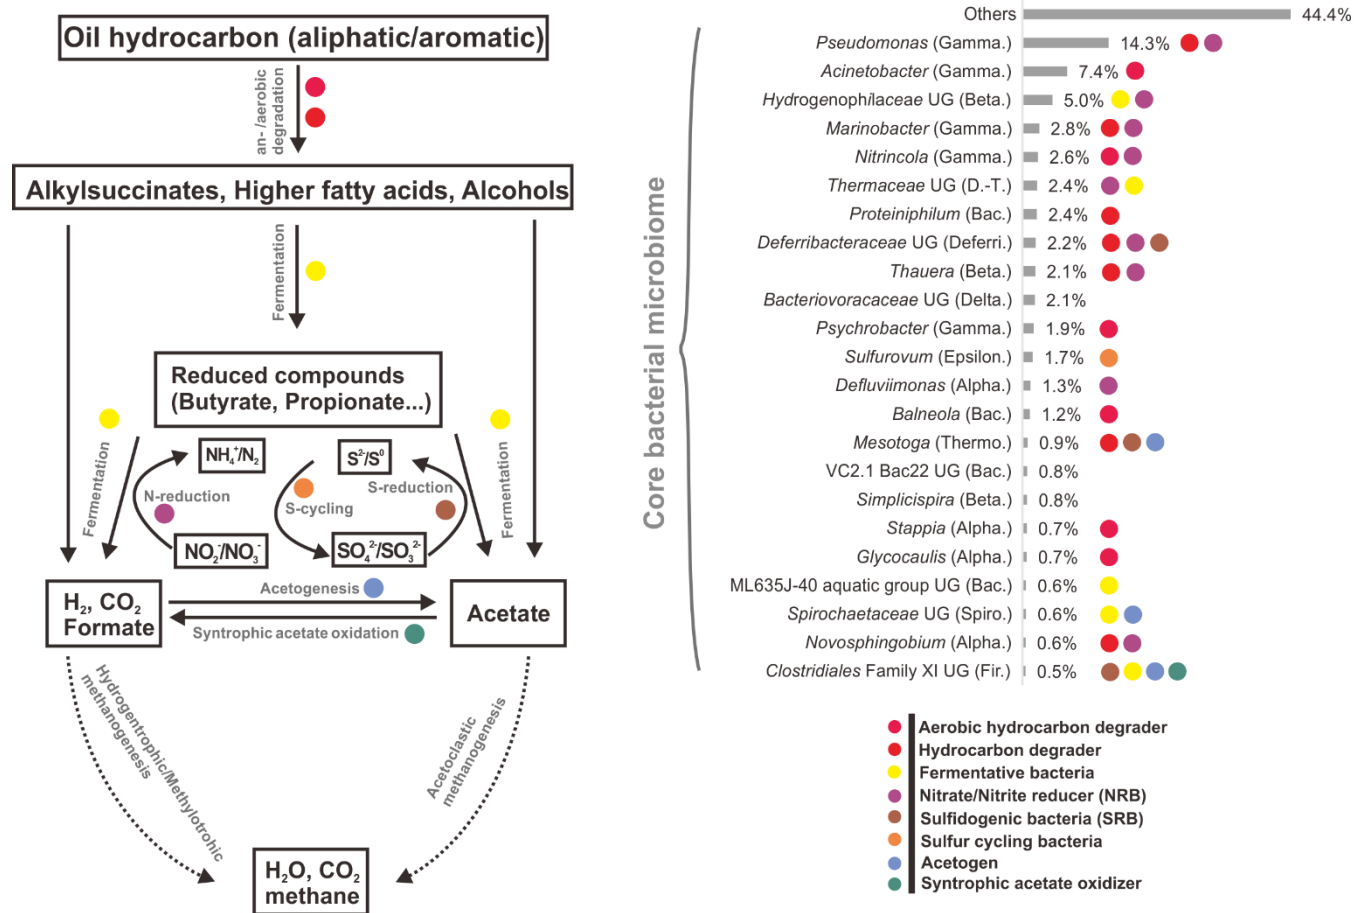 Oil hydrocarbon (aliphatic/aromatic)
an- /aerobic
degradation
Alkylsuccinates, Higher fatty acids, Alcohols
Fermentation
Reduced compounds
(Butyrate, Propionate...)
Fermentation
NH₄⁺/N₂
S²⁻/S⁰
N-reduction
S-cycling
S-reduction
Fermentation
NO₂⁻/NO₃⁻
SO₄²⁻/SO₃²⁻
H₂, CO₂
Formate
Acetogenesis
Syntrophic acetate oxidation
Acetate
Hydrogentrophic/Methylotrohic
methanogenesis
Acetoclastic
methanogenesis
H₂O, CO₂
methane
Core bacterial microbiome
Others 44.4%
Pseudomonas (Gamma.) 14.3%
Acinetobacter (Gamma.) 7.4%
Hydrogenophilaceae UG (Beta.) 5.0%
Marinobacter (Gamma.) 2.8%
Nitrincola (Gamma.) 2.6%
Thermaceae UG (D.-T.) 2.4%
Proteiniphilum (Bac.) 2.4%
Deferribacteraceae UG (Deferri.) 2.2%
Thauera (Beta.) 2.1%
Bacteriovoracaceae UG (Delta.) 2.1%
Psychrobacter (Gamma.) 1.9%
Sulfurovum (Epsilon.) 1.7%
Defluviimonas (Alpha.) 1.3%
Balneola (Bac.) 1.2%
Mesotoga (Thermo.) 0.9%
VC2.1 Bac22 UG (Bac.) 0.8%
Simplicispira (Beta.) 0.8%
Stappia (Alpha.) 0.7%
Glycocaulis (Alpha.) 0.7%
ML635J-40 aquatic group UG (Bac.) 0.6%
Spirochaetaceae UG (Spiro.) 0.6%
Novosphingobium (Alpha.) 0.6%
Clostridiales Family XI UG (Fir.) 0.5%
Aerobic hydrocarbon degrader
Hydrocarbon degrader
Fermentative bacteria
Nitrate/Nitrite reducer (NRB)
Sulfidogenic bacteria (SRB)
Sulfur cycling bacteria
Acetogen
Syntrophic acetate oxidizer